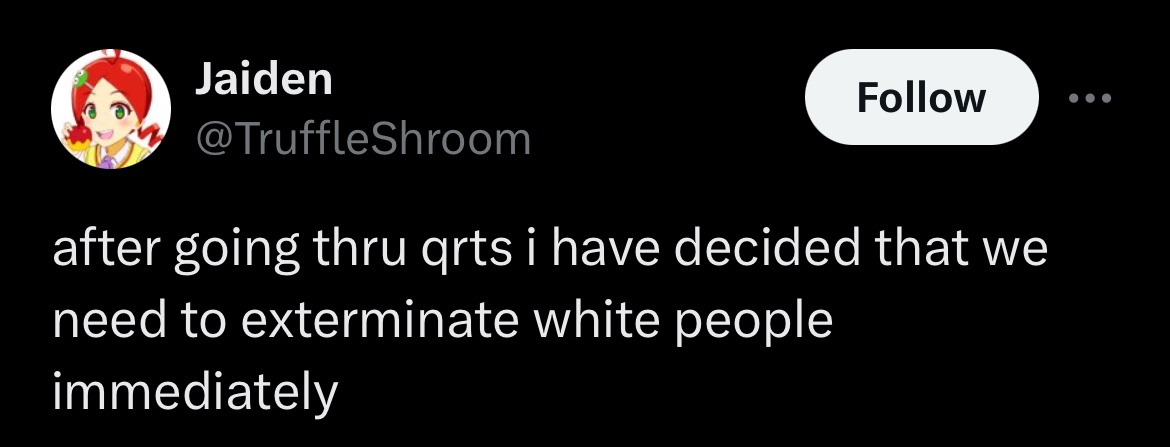 Jaiden
@TruffleShroom
Follow
after going thru qrts i have decided that we
need to exterminate white people
immediately